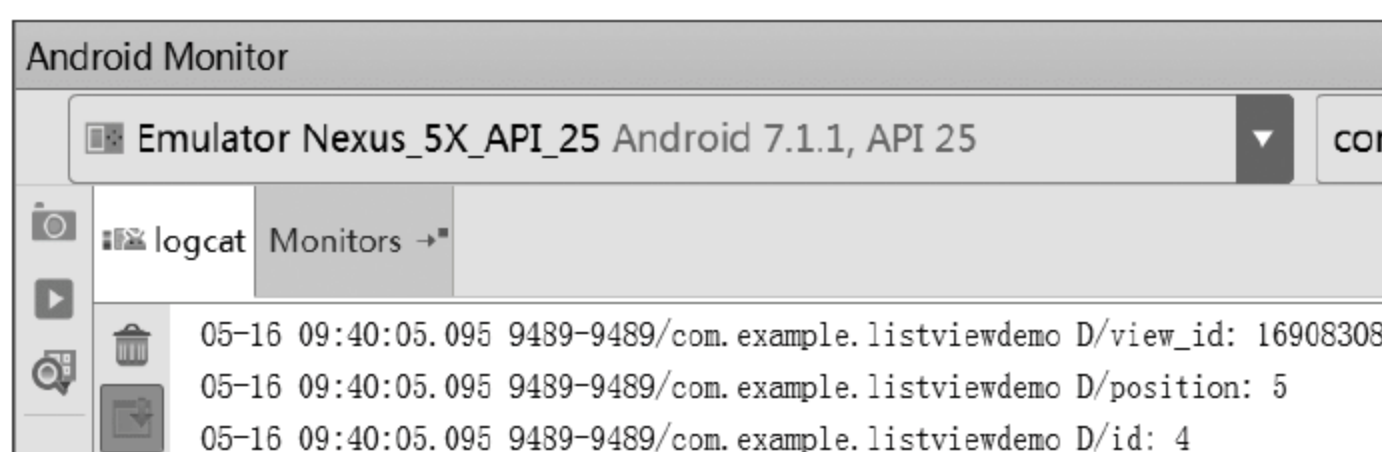 Android Monitor
Emulator Nexus_5X_API_25 Android 7.1.1, API 25
logcat Monitors
05-16 09:40:05.095 9489-9489/com.example.listviewdemo D/view_id: 16908308
05-16 09:40:05.095 9489-9489/com.example.listviewdemo D/position: 5
05-16 09:40:05.095 9489-9489/com.example.listviewdemo D/id: 4